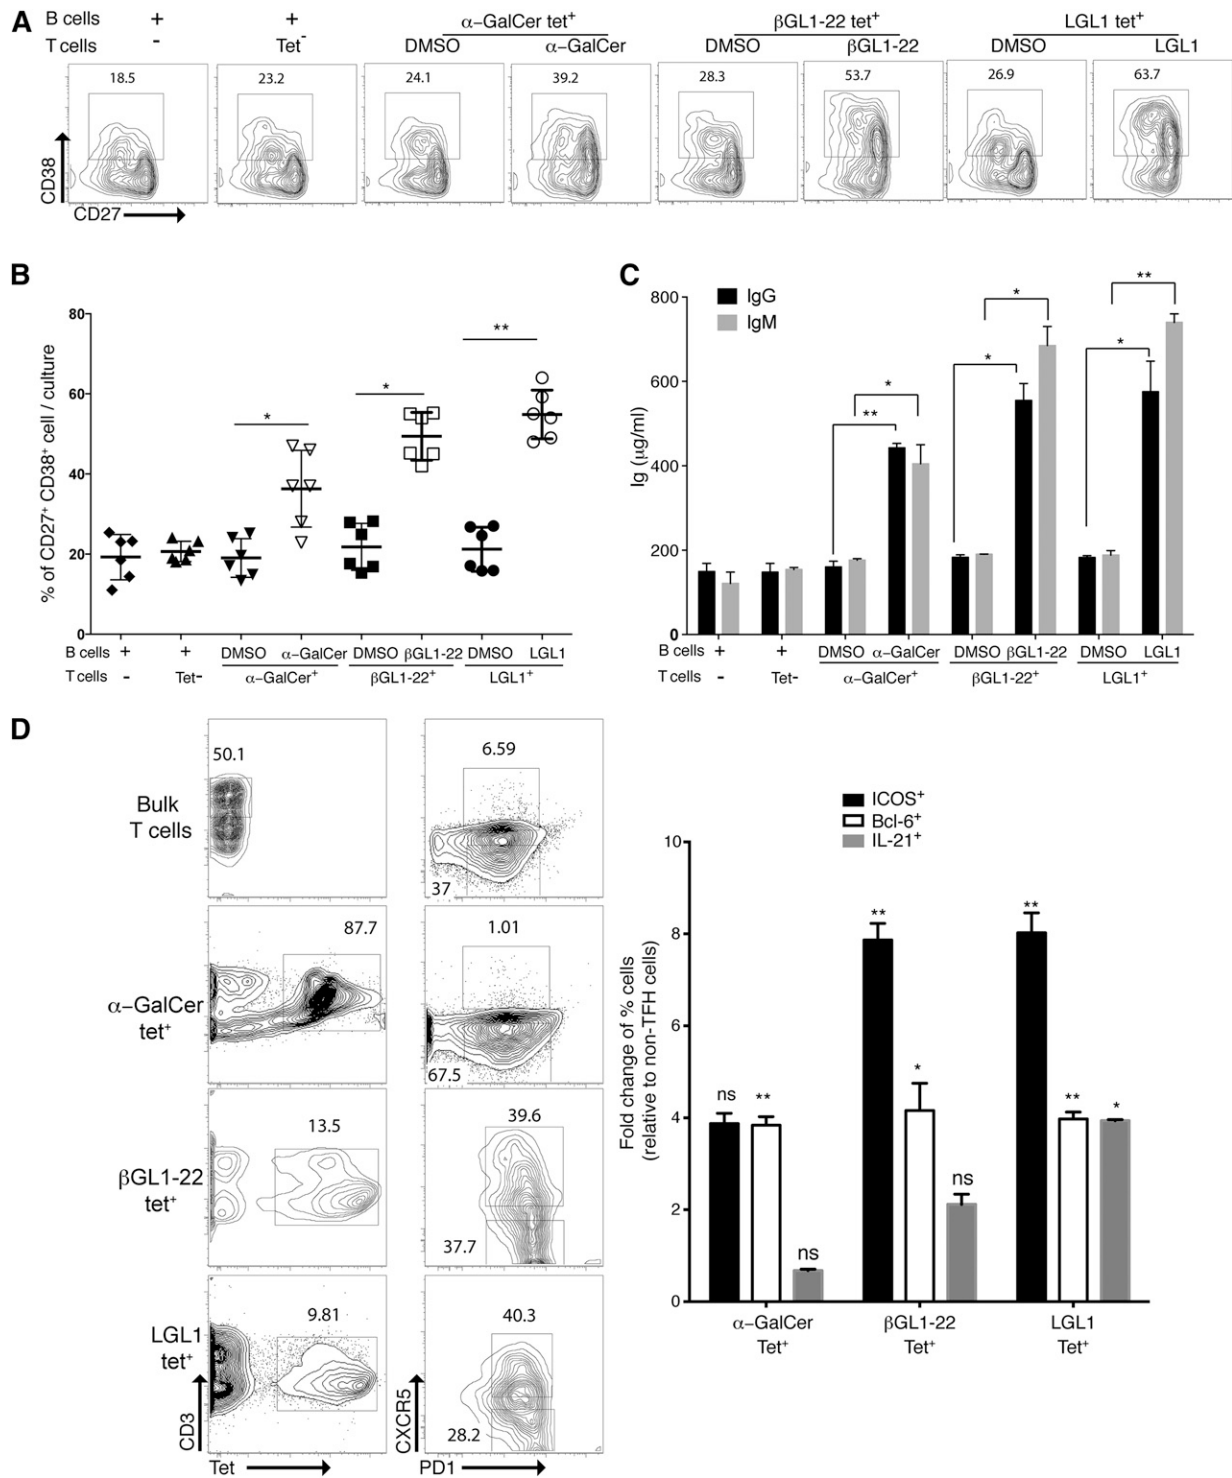 A
B cells + + α–GalCer tet⁺ βGL1-22 tet⁺ LGL1 tet⁺
T cells - Tet⁻ DMSO α–GalCer DMSO βGL1-22 DMSO LGL1
18.5 23.2 24.1 39.2 28.3 53.7 26.9 63.7
CD38
CD27
B
% of CD27⁺ CD38⁺ cell / culture
80
60
40
20
0
* * **
B cells + + DMSO α–GalCer DMSO βGL1-22 DMSO LGL1
T cells - Tet- α–GalCer⁺ βGL1-22⁺ LGL1⁺
C
IgG
IgM
Ig (µg/ml)
800
600
400
200
0
** * * * * **
B cells + + DMSO α–GalCer DMSO βGL1-22 DMSO LGL1
T cells - Tet- α–GalCer⁺ βGL1-22⁺ LGL1⁺
D
Bulk
T cells
50.1
6.59
37
α–GalCer
tet⁺
87.7
1.01
67.5
βGL1-22
tet⁺
13.5
39.6
37.7
LGL1
tet⁺
9.81
40.3
28.2
CD3
Tet
CXCR5
PD1
ICOS⁺
Bcl-6⁺
IL-21⁺
Fold change of % cells
(relative to non-TFH cells)
10
8
6
4
2
0
ns ** ns
** * ns
** ** *
α–GalCer
Tet⁺
βGL1-22
Tet⁺
LGL1
Tet⁺